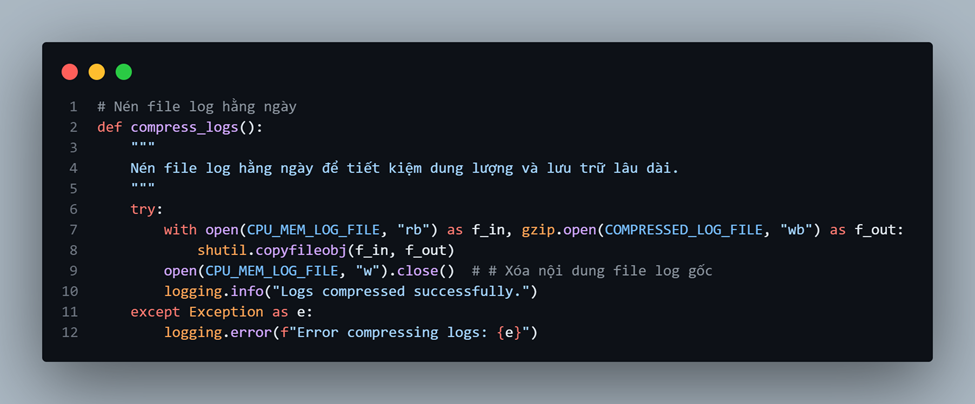 1 # Nén file log hằng ngày
2 def compress_logs():
3     """
4     Nén file log hằng ngày để tiết kiệm dung lượng và lưu trữ lâu dài.
5     """
6     try:
7         with open(CPU_MEM_LOG_FILE, "rb") as f_in, gzip.open(COMPRESSED_LOG_FILE, "wb") as f_out:
8             shutil.copyfileobj(f_in, f_out)
9         open(CPU_MEM_LOG_FILE, "w").close()  # # Xóa nội dung file log gốc
10         logging.info("Logs compressed successfully.")
11     except Exception as e:
12         logging.error(f"Error compressing logs: {e}")